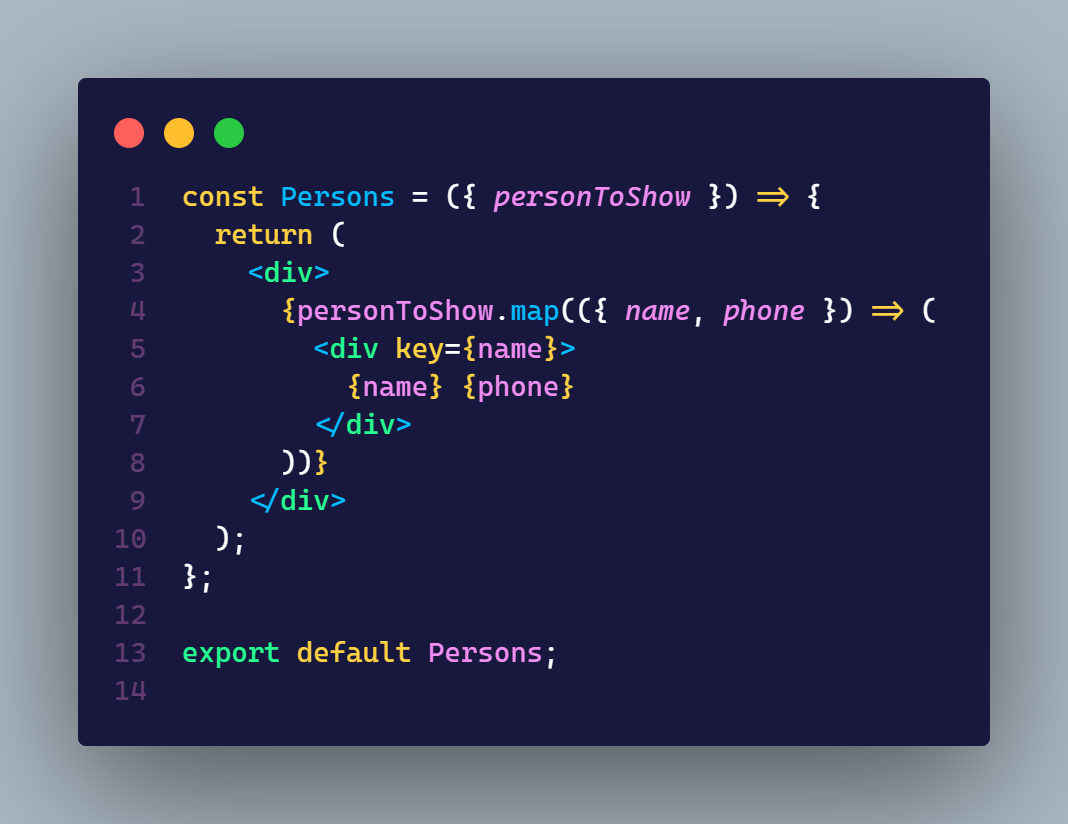 1 const Persons = ({ personToShow }) => {
2   return (
3     <div>
4       {personToShow.map(({ name, phone }) => (
5         <div key={name}>
6           {name} {phone}
7         </div>
8       ))}
9     </div>
10   );
11 };
12
13 export default Persons;
14